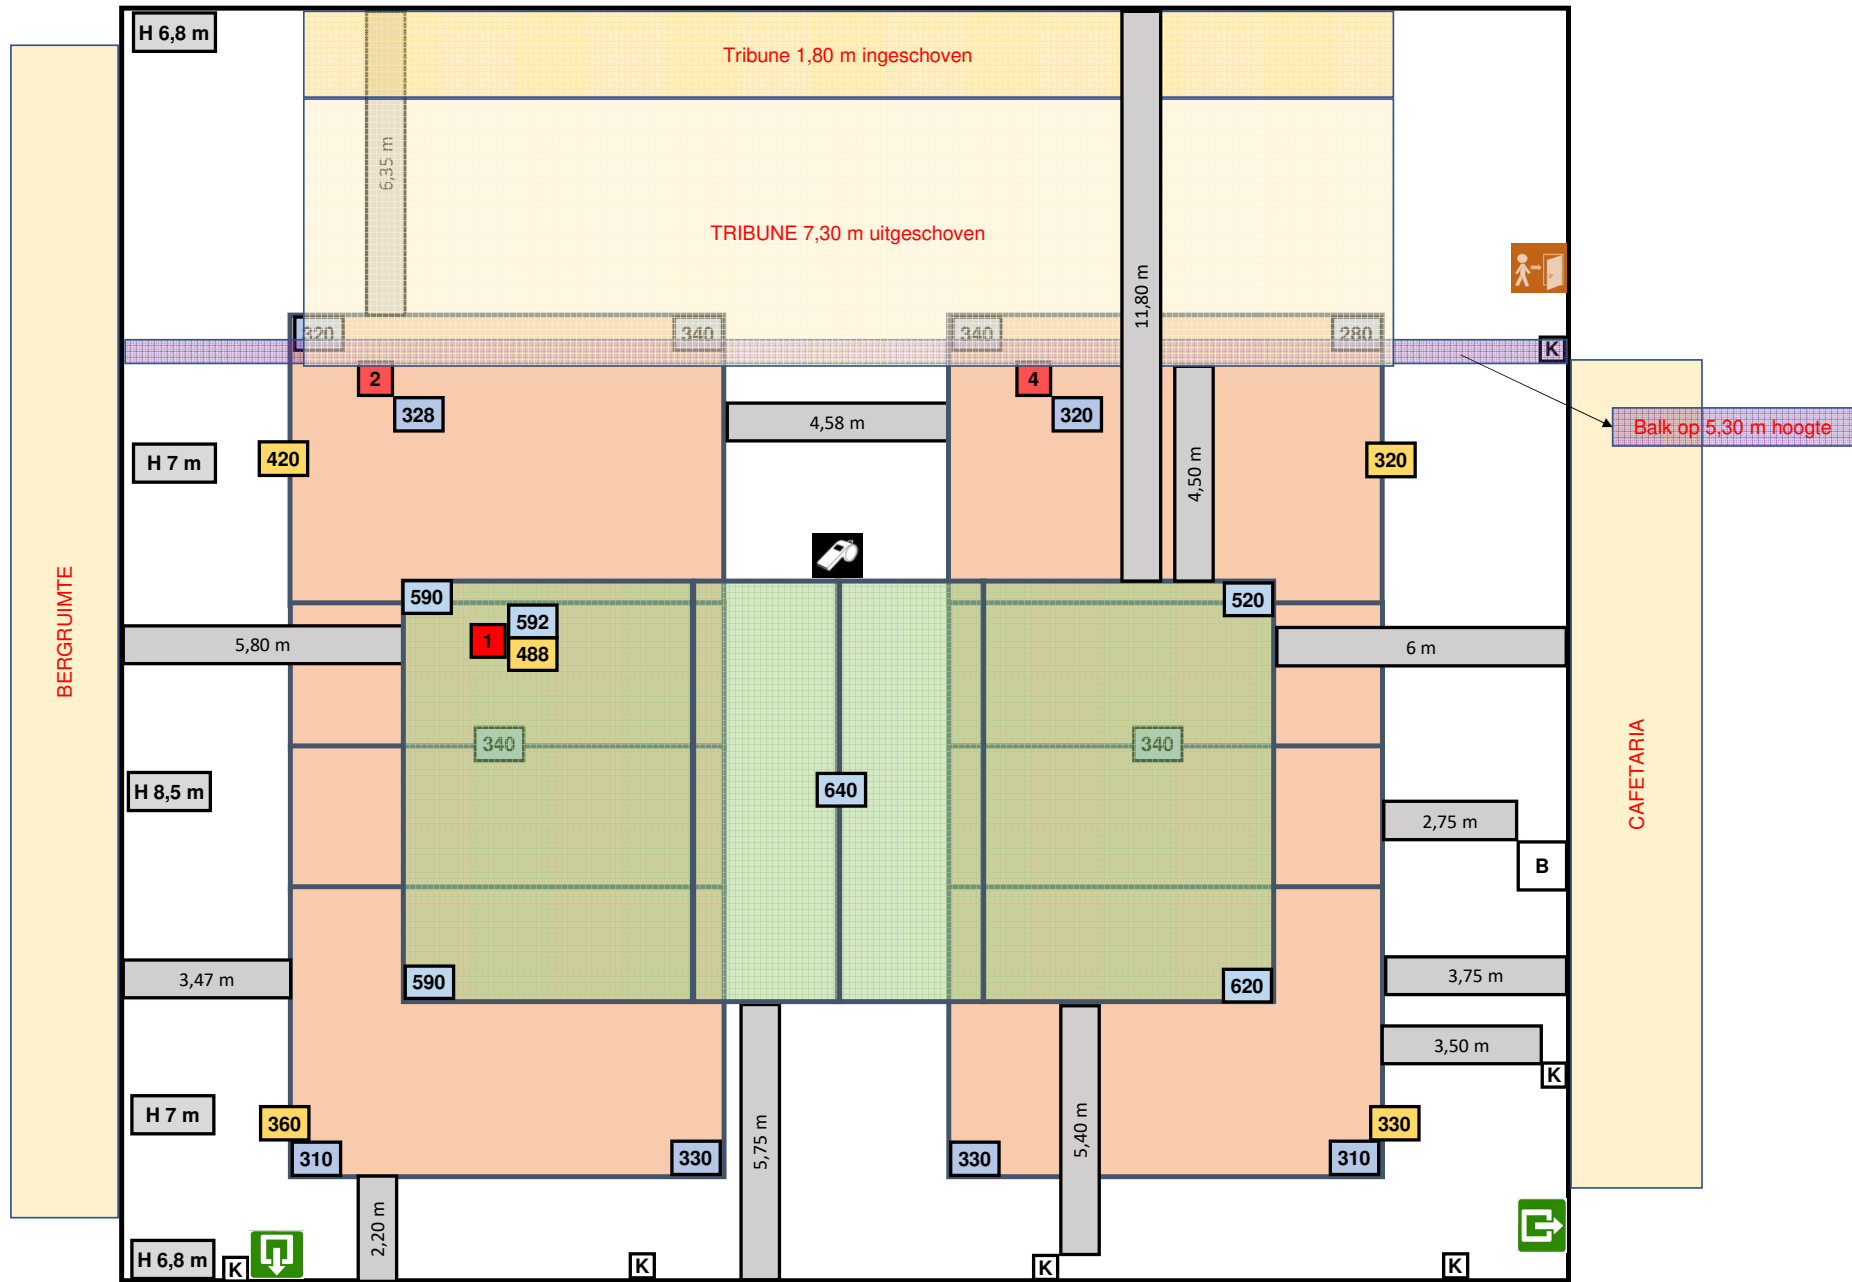 H 6,8 m
Tribune 1,80 m ingeschoven
6,35 m
TRIBUNE 7,30 m uitgeschoven
11,80 m
320
340
340
280
K
2
4
328
320
4,58 m
Balk op 5,30 m hoogte
420
H 7 m
320
4,50 m
590
520
592
1
488
5,80 m
6 m
BERGRUIMTE
340
340
CAFETARIA
H 8,5 m
640
2,75 m
B
3,47 m
590
620
3,75 m
3,50 m
K
H 7 m
360
330
310
330
330
310
5,75 m
5,40 m
2,20 m
H 6,8 m
K
K
K
K